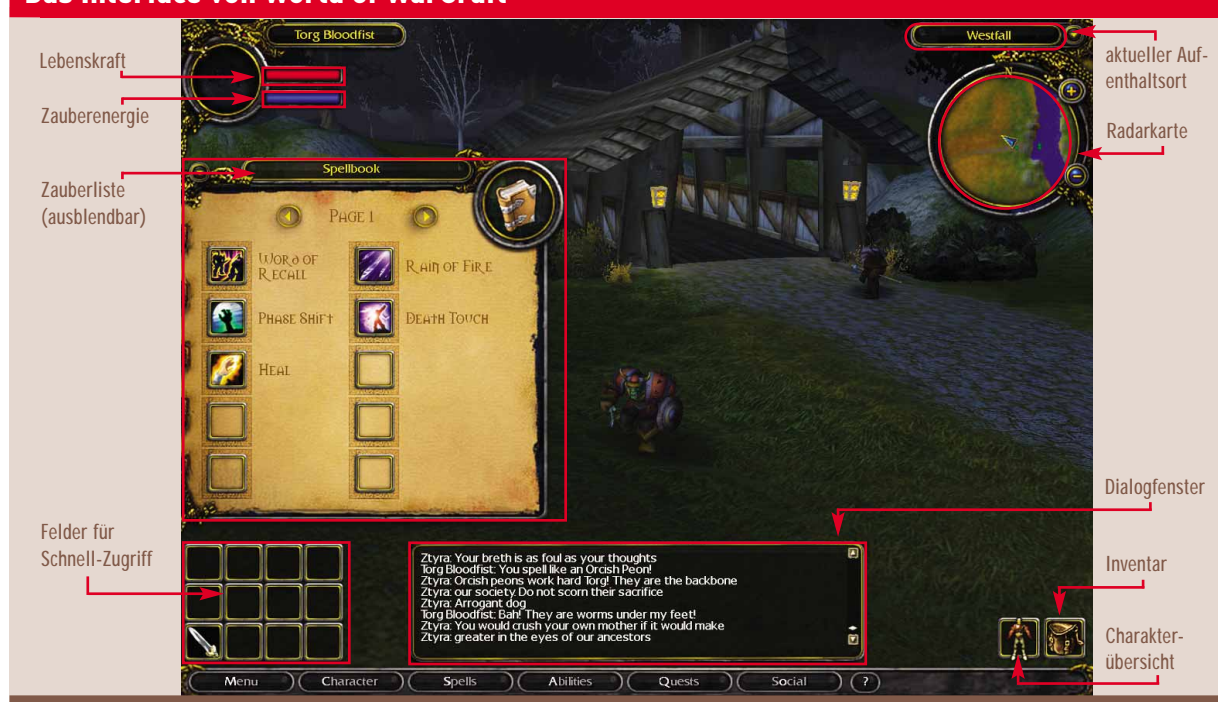 Das Interface von World of Warcraft
Lebenskraft
Zauberenergie
Zauberliste
(ausblendbar)
Felder für
Schnell-Zugriff
Torg Bloodfist
Westfall
N
aktueller Auf-
enthaltsort
Radarkarte
Spellbook
PAGE 1
WORD OF
RECALL
RAIN OF FIRE
PHASE SHIFT
DEATH TOUCH
HEAL
Dialogfenster
Inventar
Charakter-
übersicht
Ztyra: Your breth is as foul as your thoughts
Torg Bloodfist: You spell like an Orcish Peon!
Ztyra: Orcish peons work hard Torg! They are the backbone
Ztyra: our society. Do not scorn their sacrifice
Ztyra: Arrogant dog
Torg Bloodfist: Bah! They are worms under my feet!
Ztyra: You would crush your own mother if it would make
Ztyra: greater in the eyes of our ancestors
Menu
Character
Spells
Abilities
Quests
Social
?